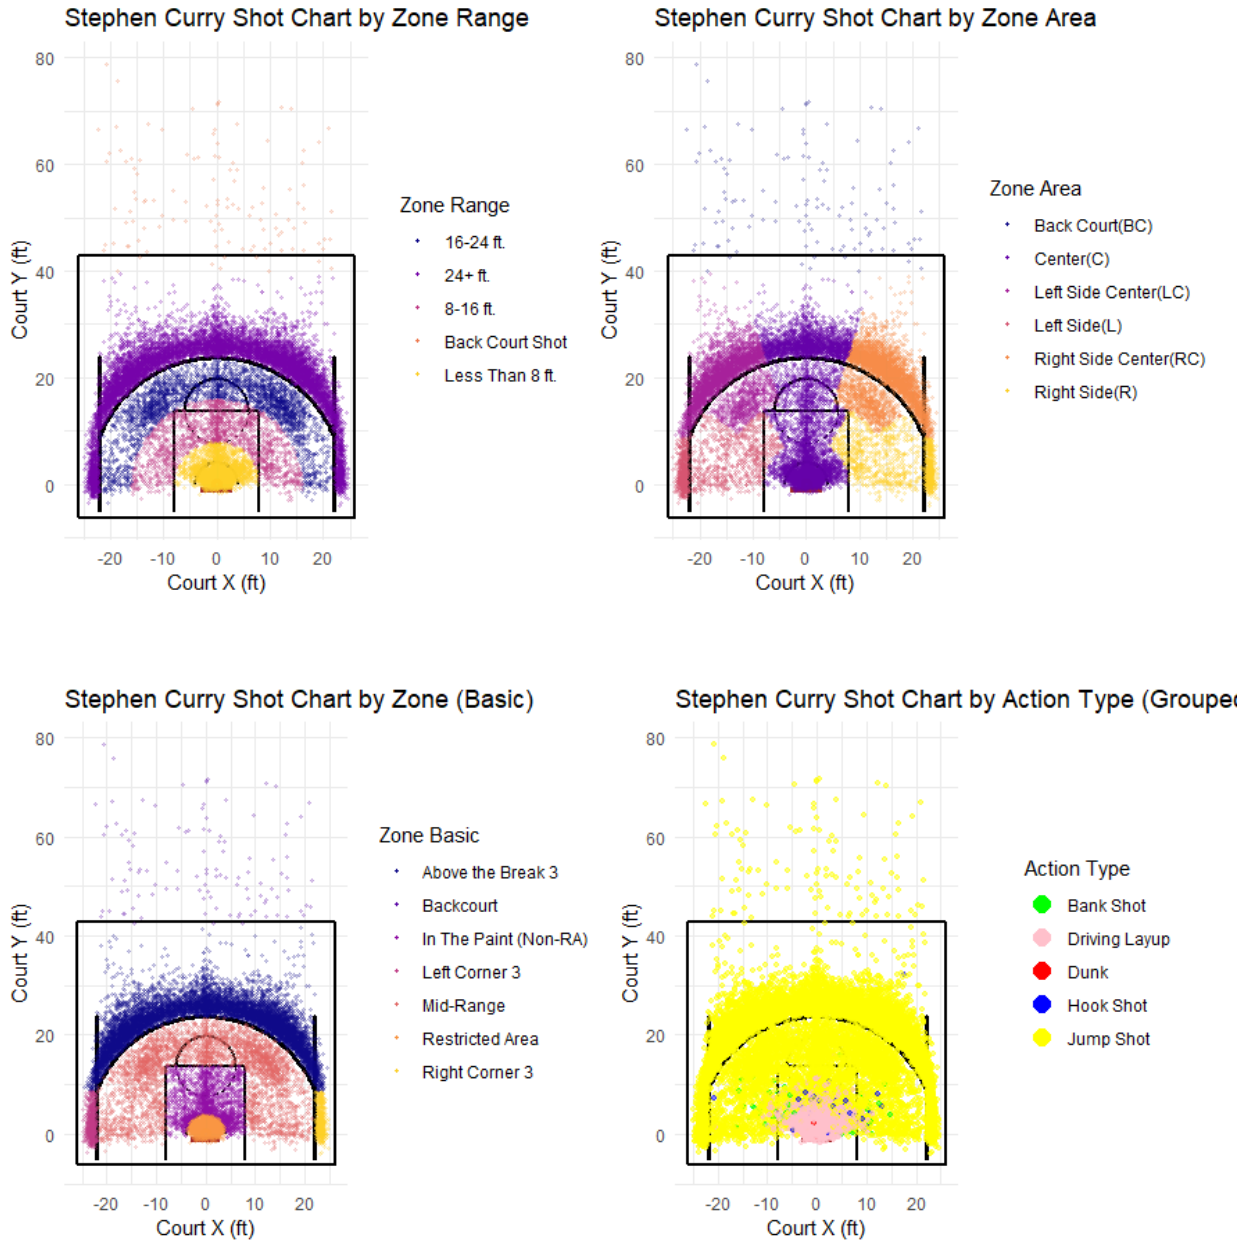 Stephen Curry Shot Chart by Zone Range
80
60
40
20
0
Court Y (ft)
-20 -10 0 10 20
Court X (ft)
Zone Range
16-24 ft.
24+ ft.
8-16 ft.
Back Court Shot
Less Than 8 ft.
Stephen Curry Shot Chart by Zone Area
80
60
40
20
0
Court Y (ft)
-20 -10 0 10 20
Court X (ft)
Zone Area
Back Court(BC)
Center(C)
Left Side Center(LC)
Left Side(L)
Right Side Center(RC)
Right Side(R)
Stephen Curry Shot Chart by Zone (Basic)
80
60
40
20
0
Court Y (ft)
-20 -10 0 10 20
Court X (ft)
Zone Basic
Above the Break 3
Backcourt
In The Paint (Non-RA)
Left Corner 3
Mid-Range
Restricted Area
Right Corner 3
Stephen Curry Shot Chart by Action Type (Grouped
80
60
40
20
0
Court Y (ft)
-20 -10 0 10 20
Court X (ft)
Action Type
Bank Shot
Driving Layup
Dunk
Hook Shot
Jump Shot